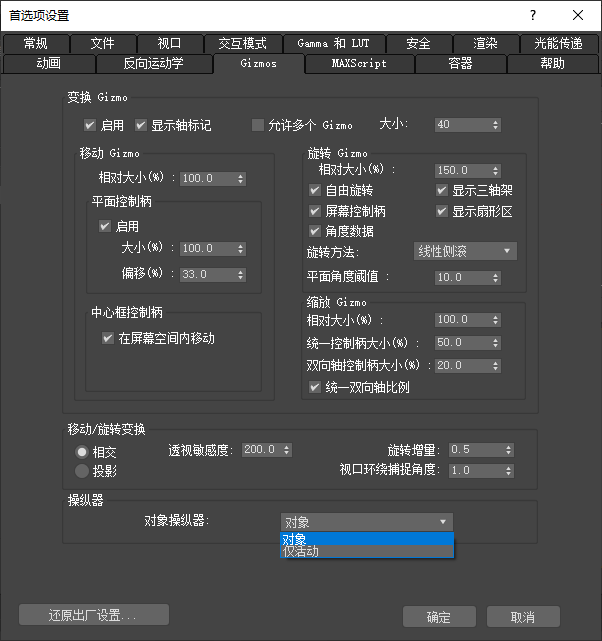 首选项设置
常规 文件 视口 交互模式 Gamma 和 LUT 安全 渲染 光能传递
动画 反向运动学 Gizmos MAXScript 容器 帮助
变换 Gizmo
启用 显示轴标记 允许多个 Gizmo 大小: 40
移动 Gizmo
相对大小(%) : 100.0
平面控制柄
启用
大小(%) : 100.0
偏移(%) : 33.0
中心框控制柄
在屏幕空间内移动
旋转 Gizmo
相对大小(%) : 150.0
自由旋转 显示三轴架
屏幕控制柄 显示扇形区
角度数据
旋转方法: 线性侧滚
平面角度阈值 : 10.0
缩放 Gizmo
相对大小(%) : 100.0
统一控制柄大小(%) : 50.0
双向轴控制柄大小(%) : 20.0
统一双向轴比例
移动/旋转变换
相交 透视敏感度: 200.0 旋转增量: 0.5
投影 视口环绕捕捉角度: 1.0
操纵器
对象操纵器: 对象
对象
仅活动
还原出厂设置... 确定 取消